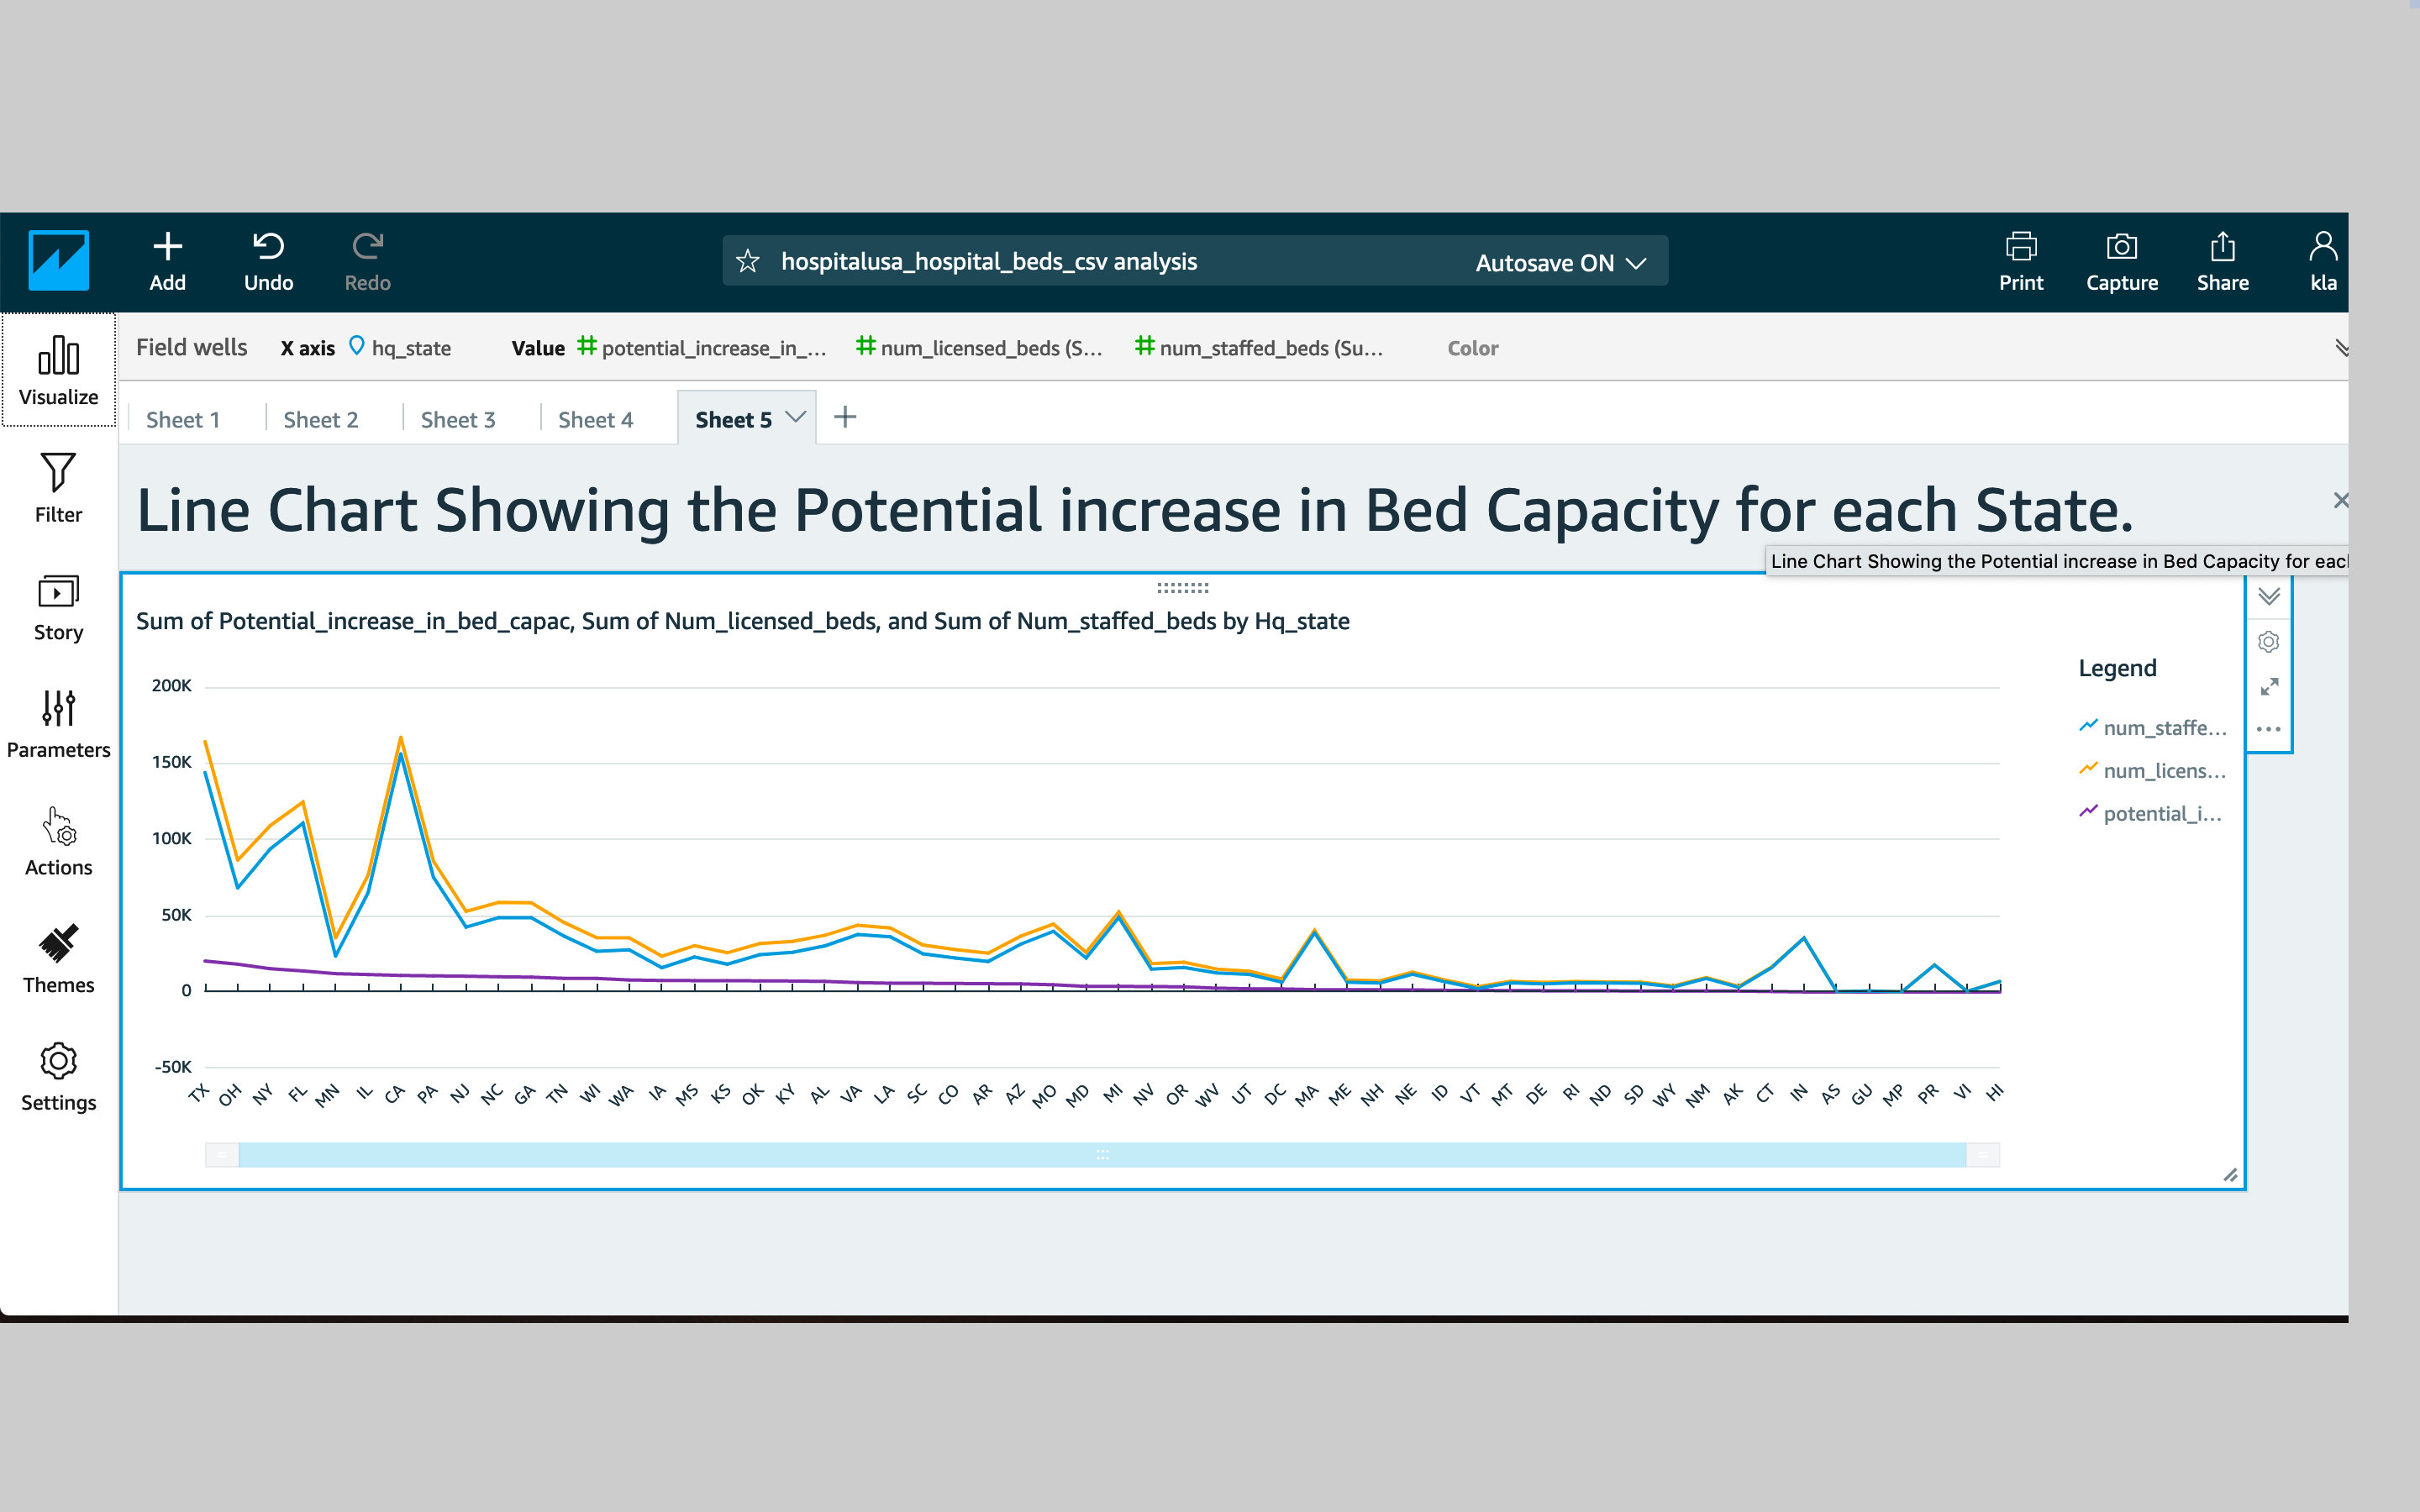 Add Undo Redo hospitalusa_hospital_beds_csv analysis Autosave ON Print Capture Share kla
Visualize
Filter
Story
Parameters
Actions
Themes
Settings
Field wells X axis hq_state Value potential_increase_in_... num_licensed_beds (S... num_staffed_beds (Su... Color
Sheet 1 Sheet 2 Sheet 3 Sheet 4 Sheet 5
Line Chart Showing the Potential increase in Bed Capacity for each State.
Line Chart Showing the Potential increase in Bed Capacity for each
Sum of Potential_increase_in_bed_capac, Sum of Num_licensed_beds, and Sum of Num_staffed_beds by Hq_state
Legend
num_staffe...
num_licens...
potential_i...
200K
150K
100K
50K
0
-50K
TX OH NY FL MN IL CA PA NJ NC GA TN WI WA IA MS KS OK KY AL VA LA SC CO AR AZ MO MD MI NV OR WV UT DC MA ME NH NE ID VT MT DE RI ND SD WY NM AK CT IN AS GU MP PR VI HI